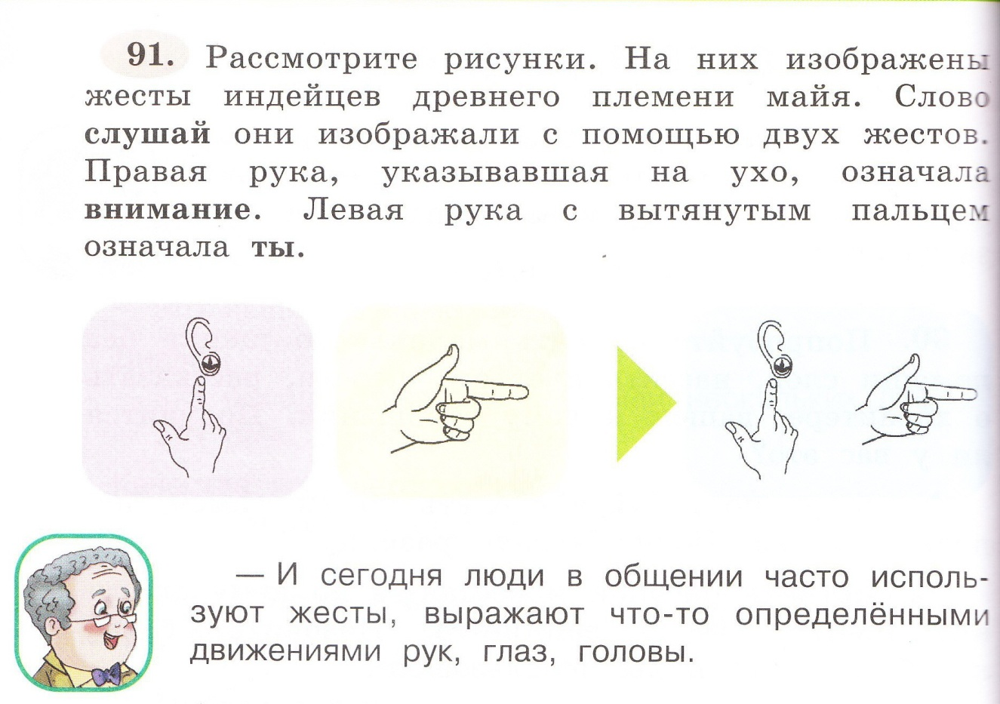 91. Рассмотрите рисунки. На них изображены
жесты индейцев древнего племени майя. Слово
слушай они изображали с помощью двух жестов.
Правая рука, указывавшая на ухо, означала
внимание. Левая рука с вытянутым пальцем
означала ты.
— И сегодня люди в общении часто исполь-
зуют жесты, выражают что-то определёнными
движениями рук, глаз, головы.